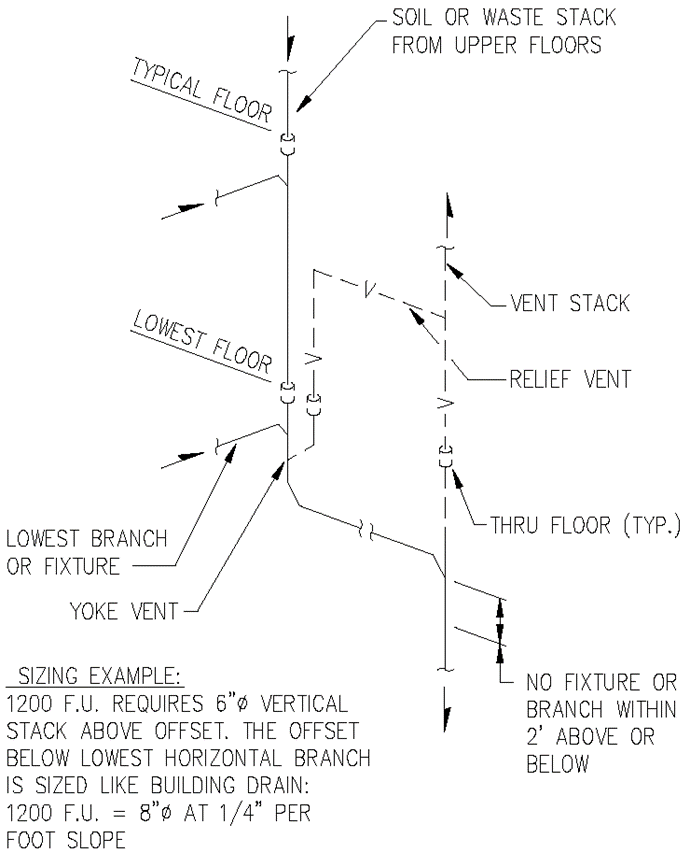 SOIL OR WASTE STACK
FROM UPPER FLOORS
TYPICAL FLOOR
VENT STACK
V
LOWEST FLOOR
V
RELIEF VENT
V
THRU FLOOR (TYP.)
LOWEST BRANCH
OR FIXTURE
YOKE VENT
NO FIXTURE OR
BRANCH WITHIN
2' ABOVE OR
BELOW
SIZING EXAMPLE:
1200 F.U. REQUIRES 6"ø VERTICAL
STACK ABOVE OFFSET. THE OFFSET
BELOW LOWEST HORIZONTAL BRANCH
IS SIZED LIKE BUILDING DRAIN:
1200 F.U. = 8"ø AT 1/4" PER
FOOT SLOPE